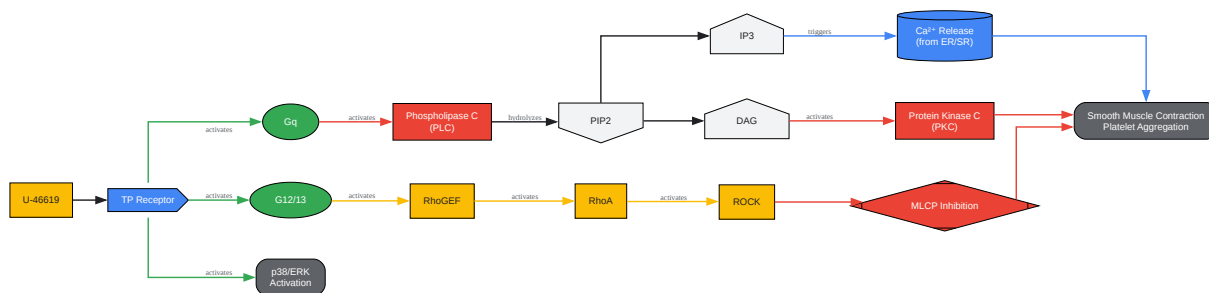 IP3
triggers
Ca²⁺ Release
(from ER/SR)
activates
Gq
activates
Phospholipase C
(PLC)
hydrolyzes
PIP2
DAG
activates
Protein Kinase C
(PKC)
Smooth Muscle Contraction
Platelet Aggregation
U-46619
TP Receptor
activates
G12/13
activates
RhoGEF
activates
RhoA
activates
ROCK
MLCP Inhibition
activates
p38/ERK
Activation